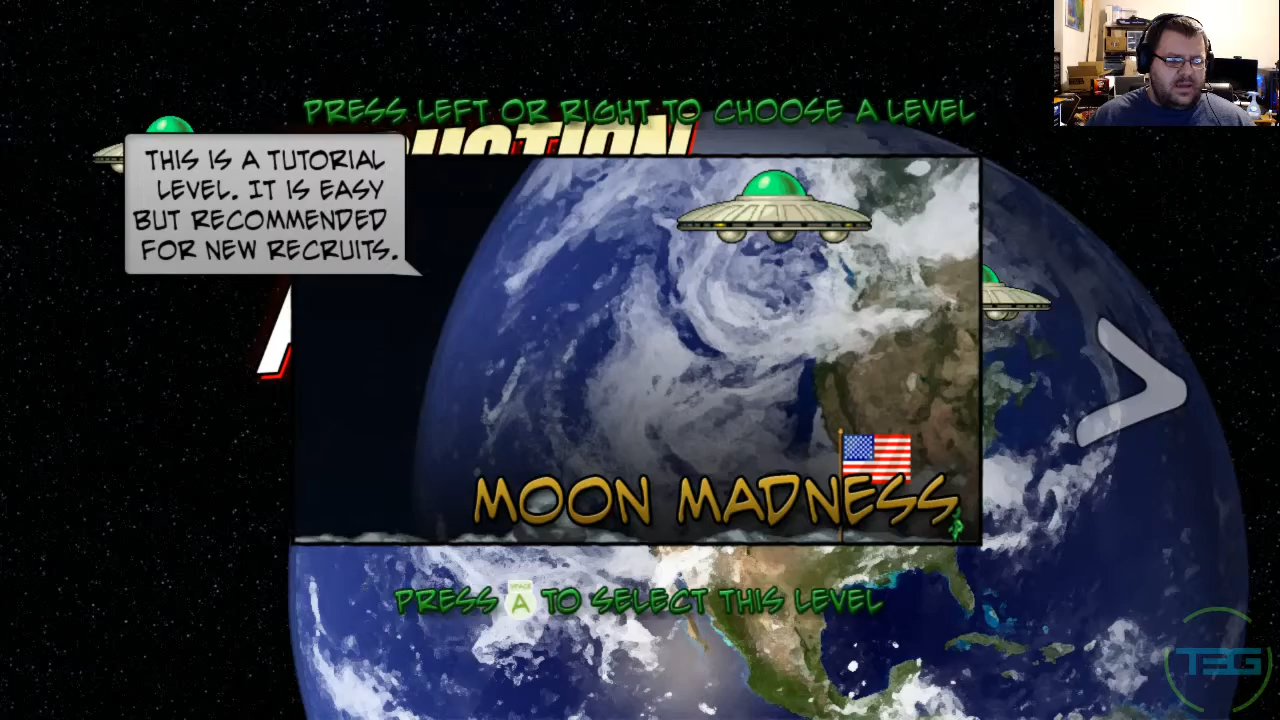 PRESS LEFT OR RIGHT TO CHOOSE A LEVEL
THIS IS A TUTORIAL
LEVEL. IT IS EASY
BUT RECOMMENDED
FOR NEW RECRUITS.
MOON MADNESS
PRESS A TO SELECT THIS LEVEL
TEG